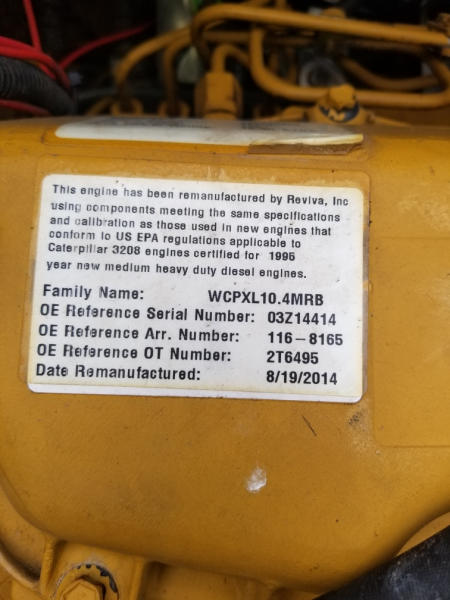 This engine has been remanufactured by Reviva, Inc
using components meeting the same specifications
and calibration as those used in new engines that
conform to US EPA regulations applicable to
Caterpillar 3208 engines certified for 1996
year new medium heavy duty diesel engines.
Family Name: WCPXL10.4MRB
OE Reference Serial Number: 03Z14414
OE Reference Arr. Number: 116-8165
OE Reference OT Number: 2T6495
Date Remanufactured: 8/19/2014